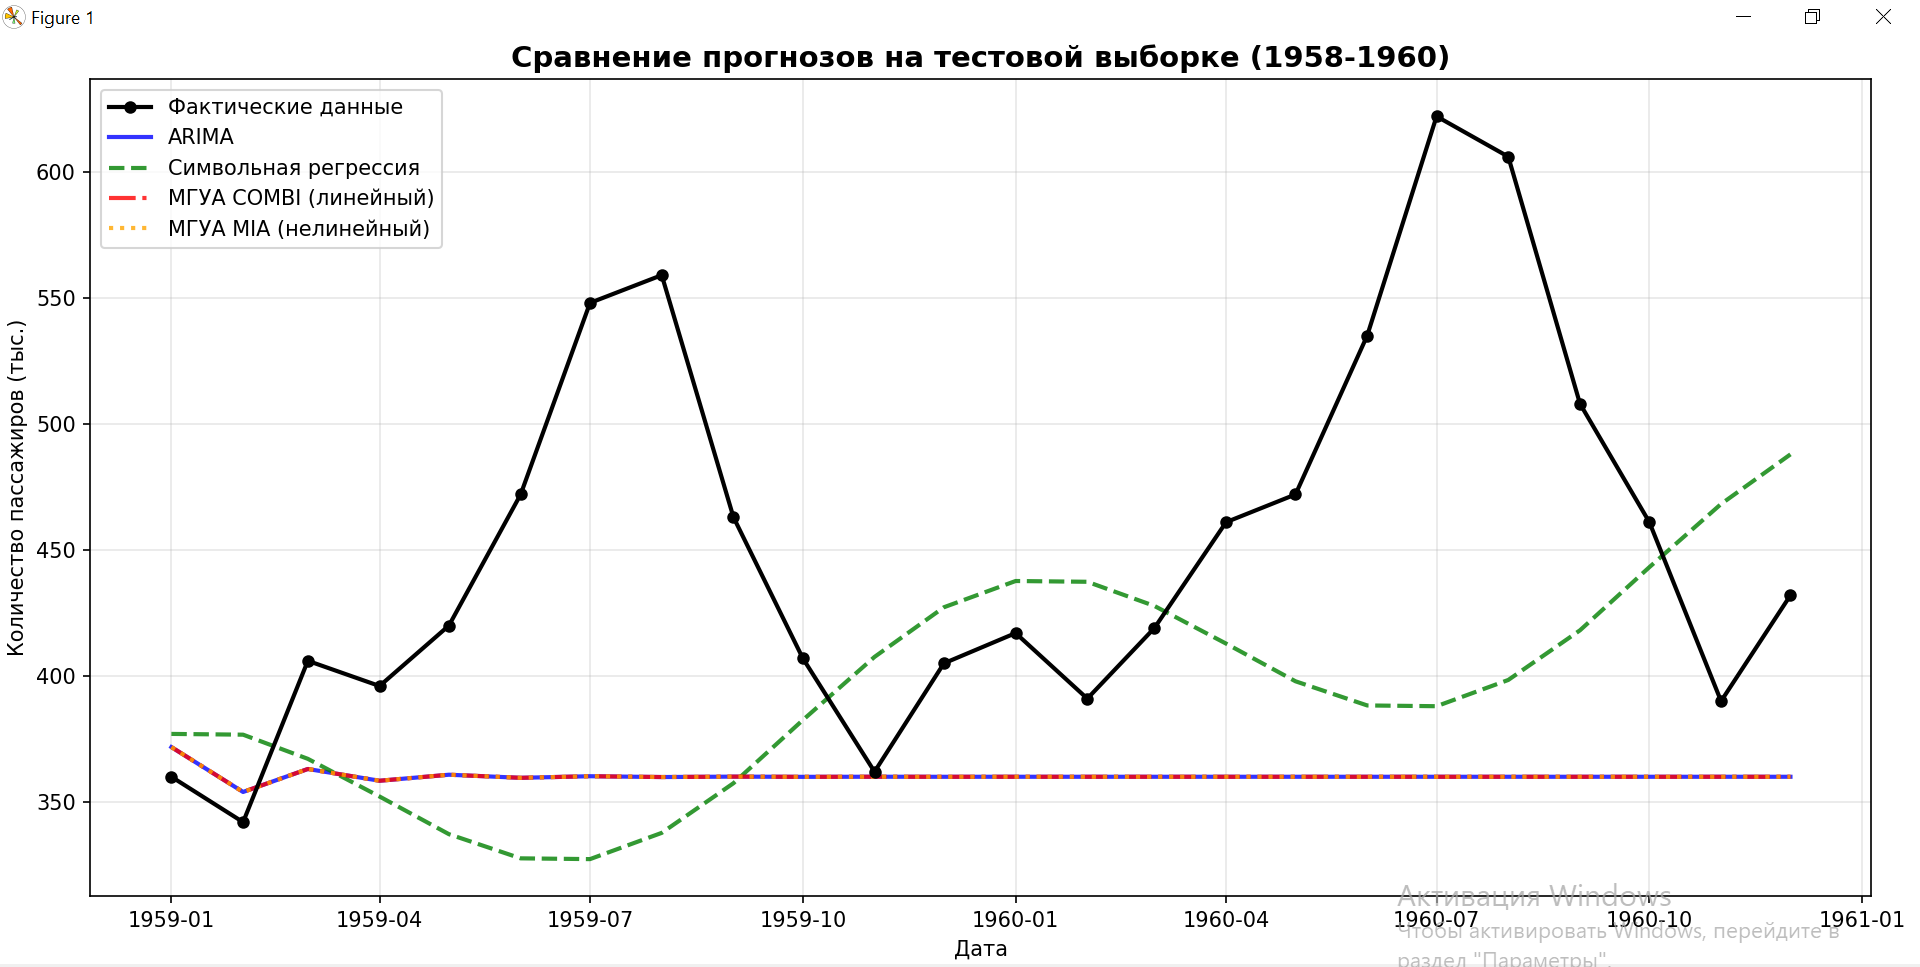 Figure 1
Сравнение прогнозов на тестовой выборке (1958-1960)
Фактические данные
ARIMA
Символьная регрессия
МГУА COMBI (линейный)
МГУА MIA (нелинейный)
Количество пассажиров (тыс.)
600
550
500
450
400
350
1959-01 1959-04 1959-07 1959-10 1960-01 1960-04 1960-07 1960-10 1961-01
Дата
Активация Windows
Чтобы активировать Windows, перейдите в
раздел "Параметры".